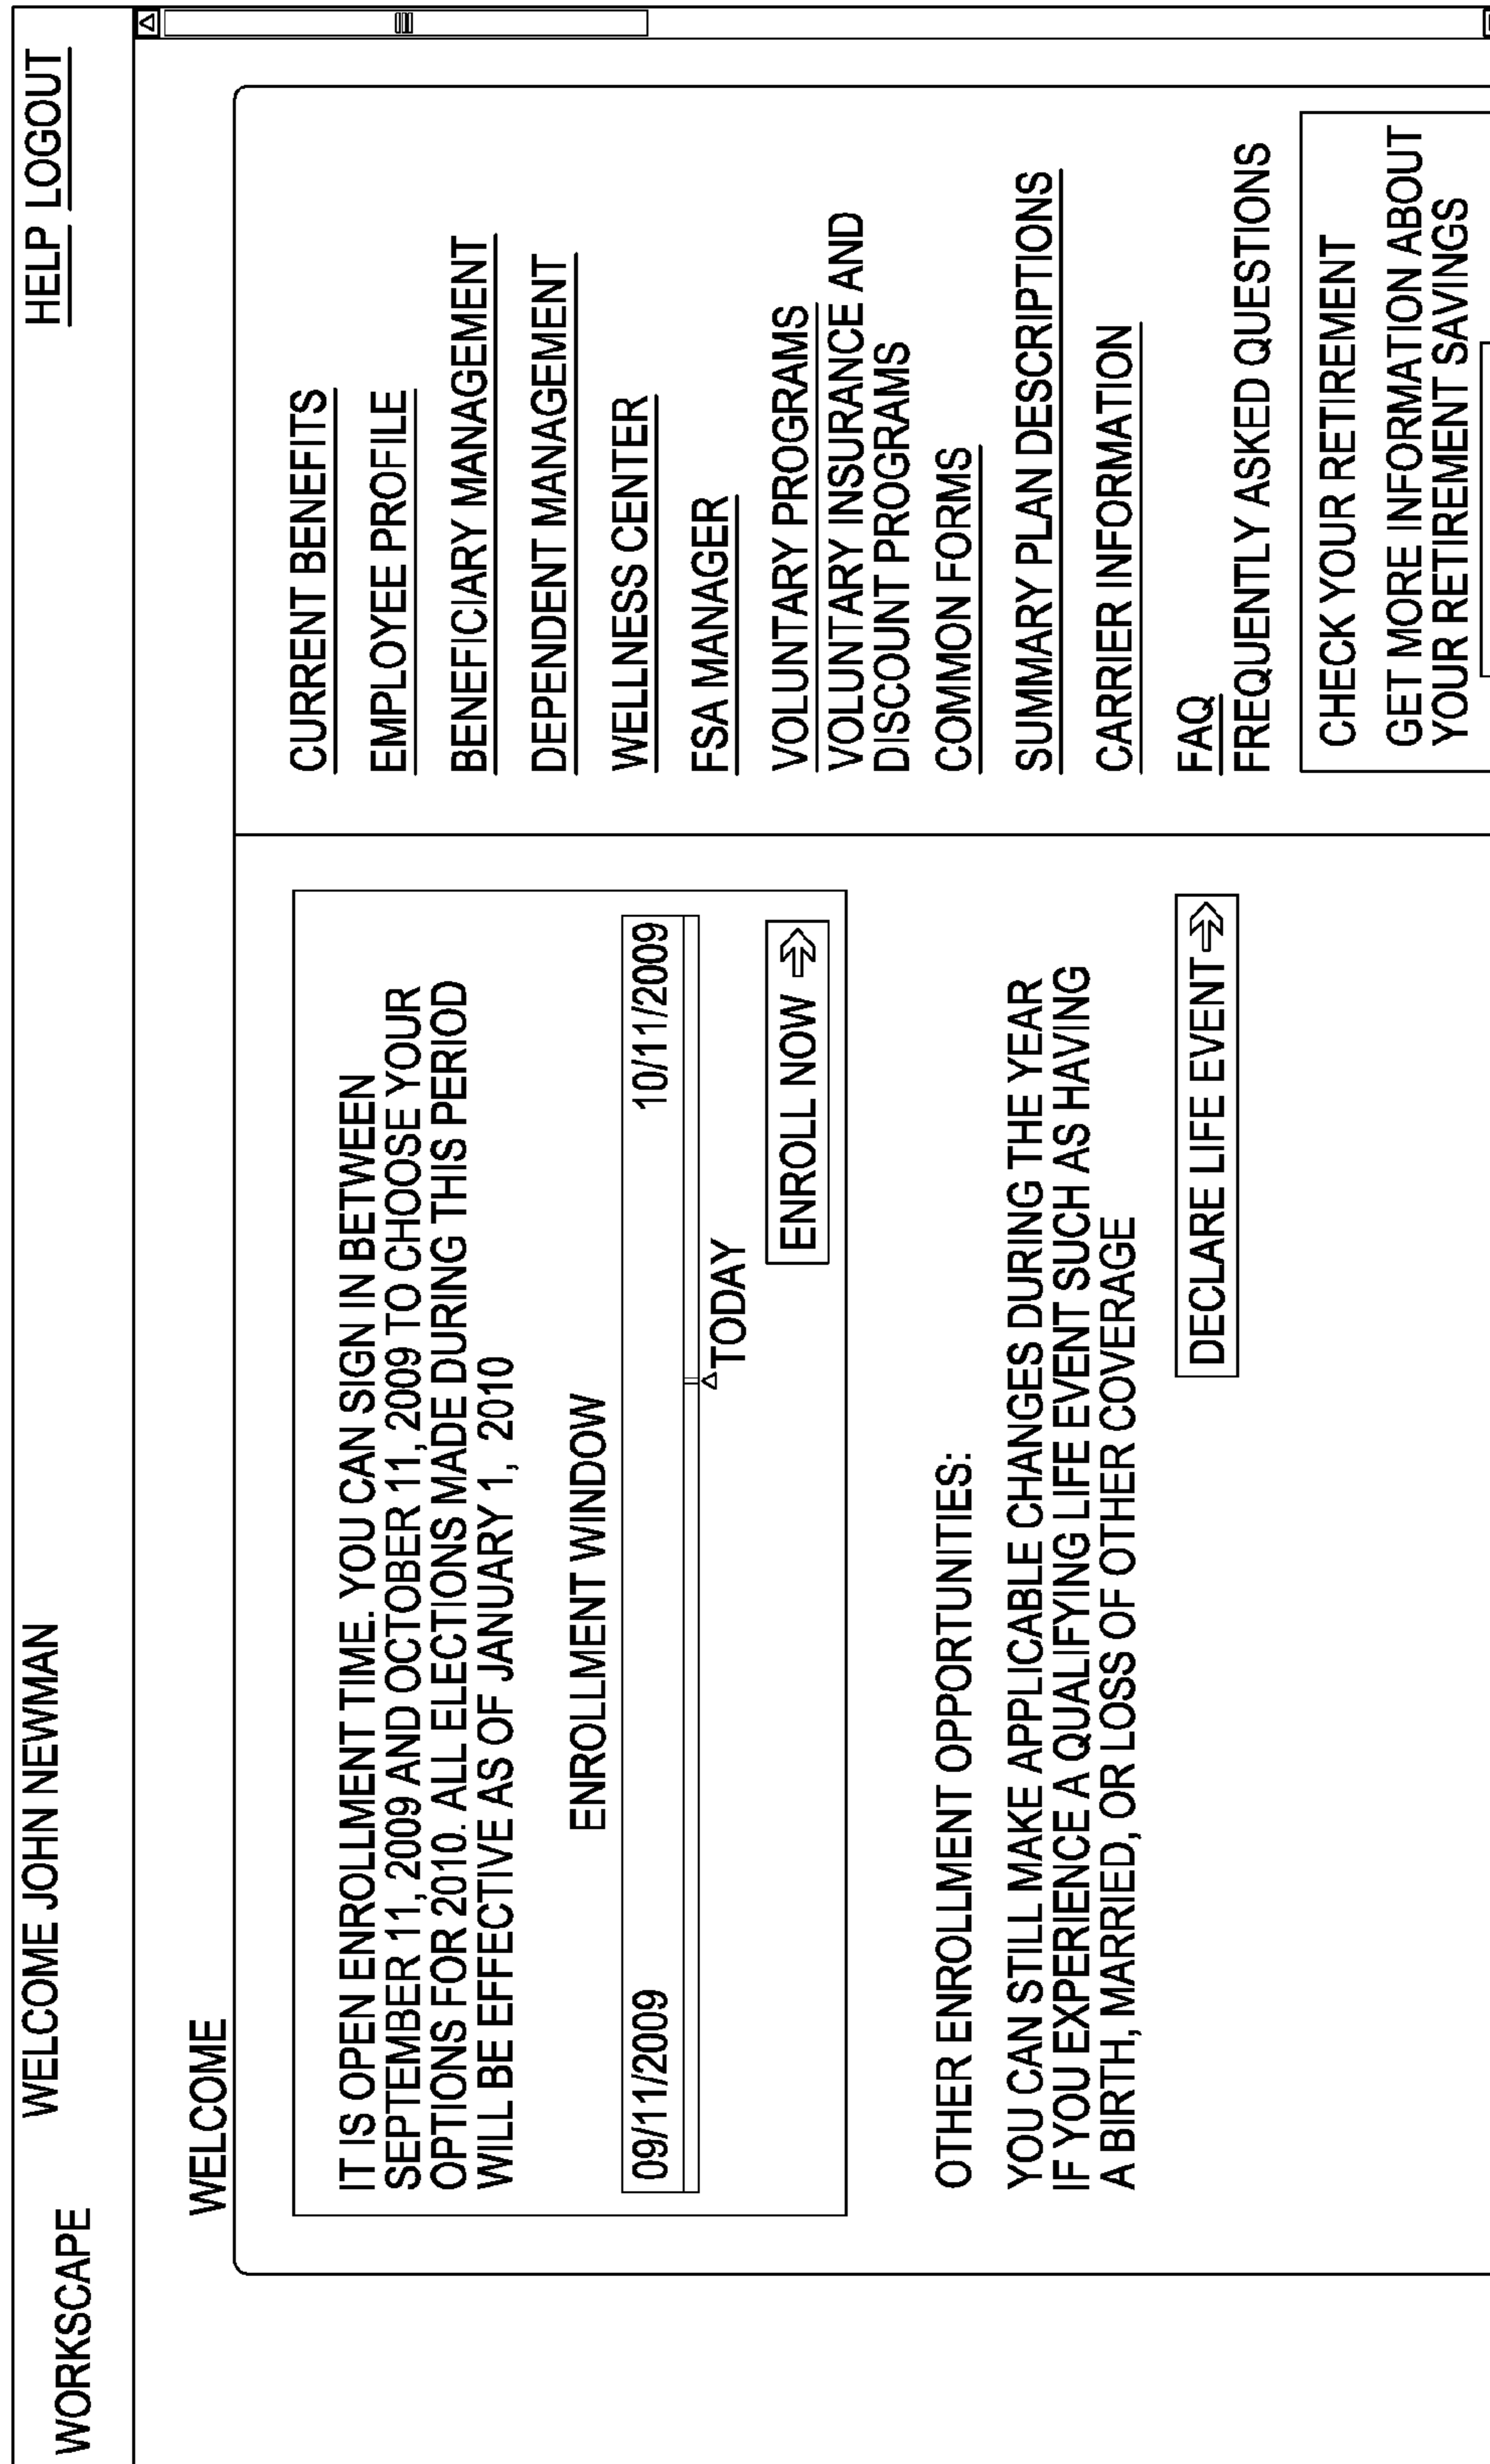 WORKSCAPE
WELCOME JOHN NEWMAN
HELP LOGOUT
WELCOME
IT IS OPEN ENROLLMENT TIME. YOU CAN SIGN IN BETWEEN
SEPTEMBER 11, 2009 AND OCTOBER 11, 2009 TO CHOOSE YOUR
OPTIONS FOR 2010. ALL ELECTIONS MADE DURING THIS PERIOD
WILL BE EFFECTIVE AS OF JANUARY 1, 2010
ENROLLMENT WINDOW
09/11/2009 10/11/2009
TODAY
ENROLL NOW
OTHER ENROLLMENT OPPORTUNITIES:
YOU CAN STILL MAKE APPLICABLE CHANGES DURING THE YEAR
IF YOU EXPERIENCE A QUALIFYING LIFE EVENT SUCH AS HAVING
A BIRTH, MARRIED, OR LOSS OF OTHER COVERAGE
DECLARE LIFE EVENT
CURRENT BENEFITS
EMPLOYEE PROFILE
BENEFICIARY MANAGEMENT
DEPENDENT MANAGEMENT
WELLNESS CENTER
FSA MANAGER
VOLUNTARY PROGRAMS
VOLUNTARY INSURANCE AND
DISCOUNT PROGRAMS
COMMON FORMS
SUMMARY PLAN DESCRIPTIONS
CARRIER INFORMATION
FAQ
FREQUENTLY ASKED QUESTIONS
CHECK YOUR RETIREMENT
GET MORE INFORMATION ABOUT
YOUR RETIREMENT SAVINGS